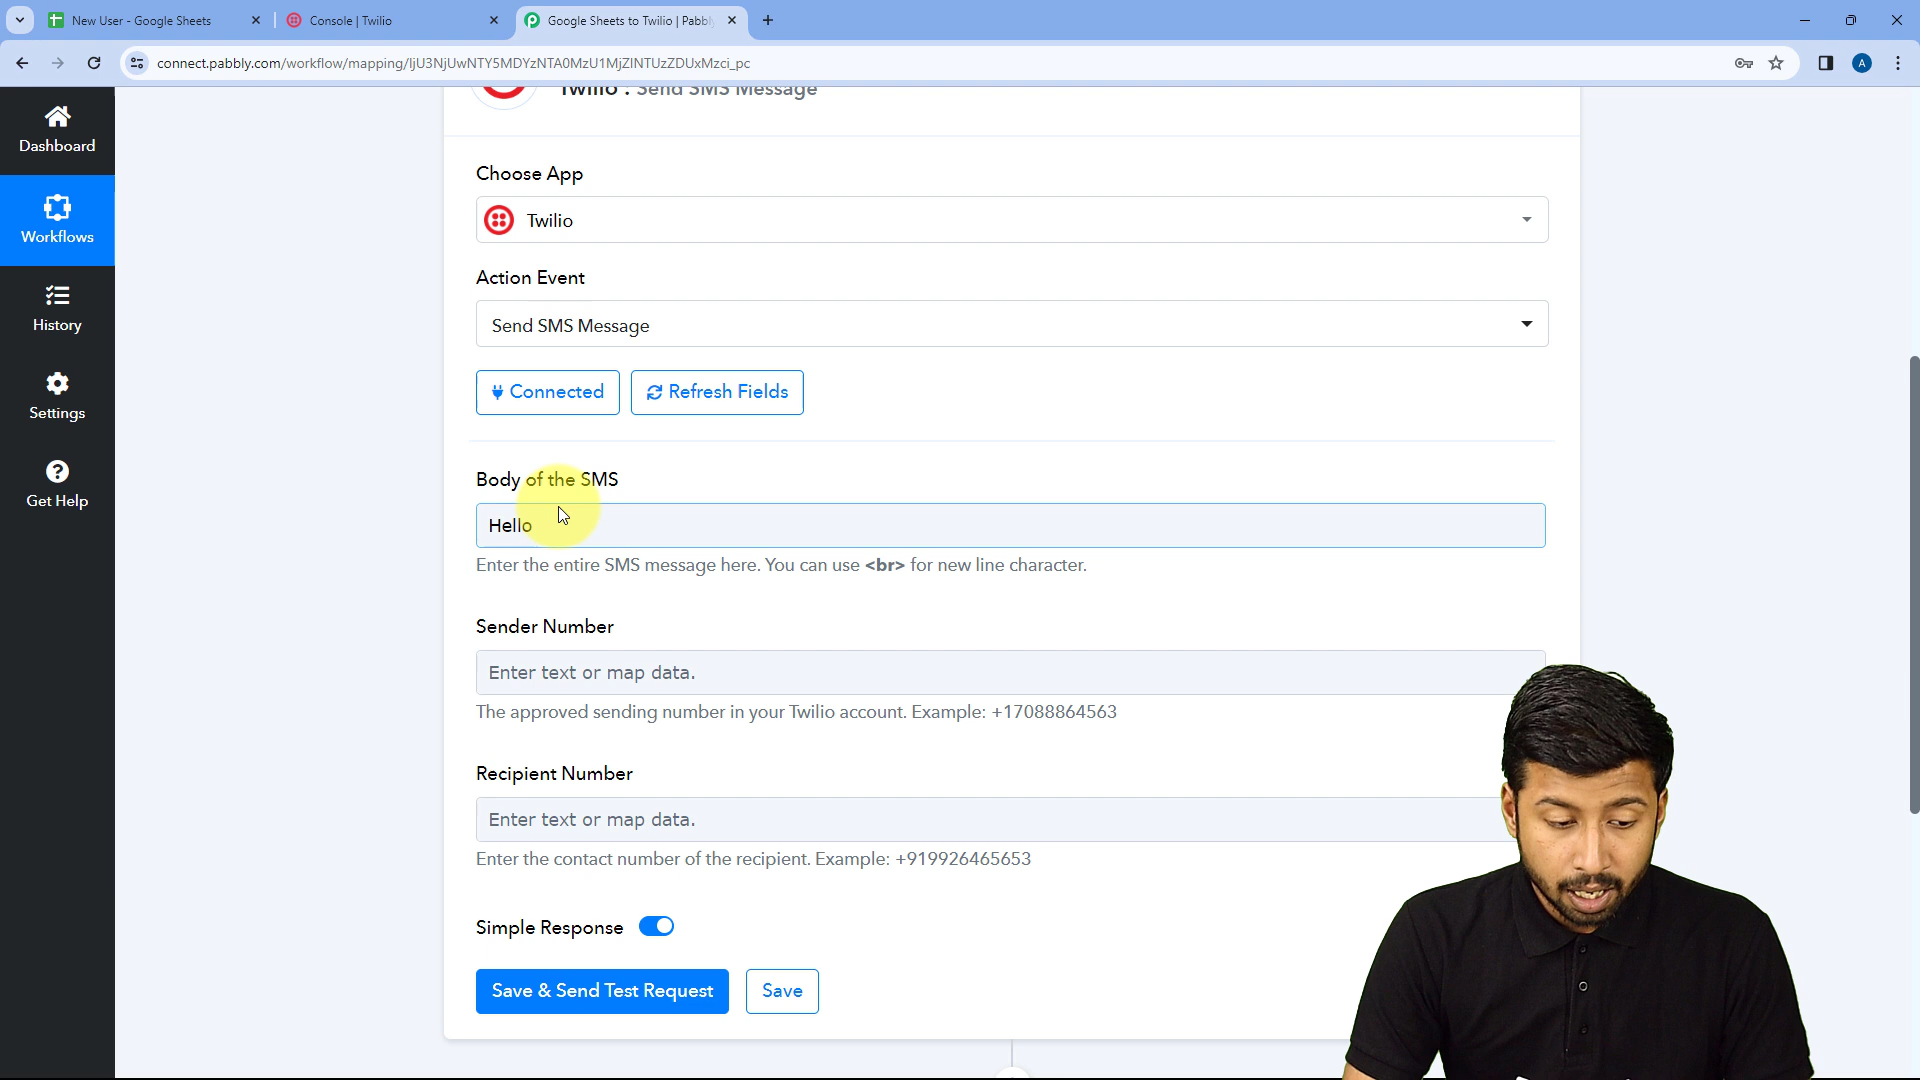 New User - Google Sheets
Console | Twilio
Google Sheets to Twilio | Pabbl
connect.pabbly.com/workflow/mapping/IjU3NjUwNTY5MDYzNTA0MzU1MjZlNTUzZDUxMzci_pc
A
Twilio : Send SMS Message
Dashboard
Workflows
History
Settings
Get Help
Choose App
Twilio
Action Event
Send SMS Message
Connected
Refresh Fields
Body of the SMS
Hello
Enter the entire SMS message here. You can use <br> for new line character.
Sender Number
Enter text or map data.
The approved sending number in your Twilio account. Example: +17088864563
Recipient Number
Enter text or map data.
Enter the contact number of the recipient. Example: +919926465653
Simple Response
Save & Send Test Request
Save